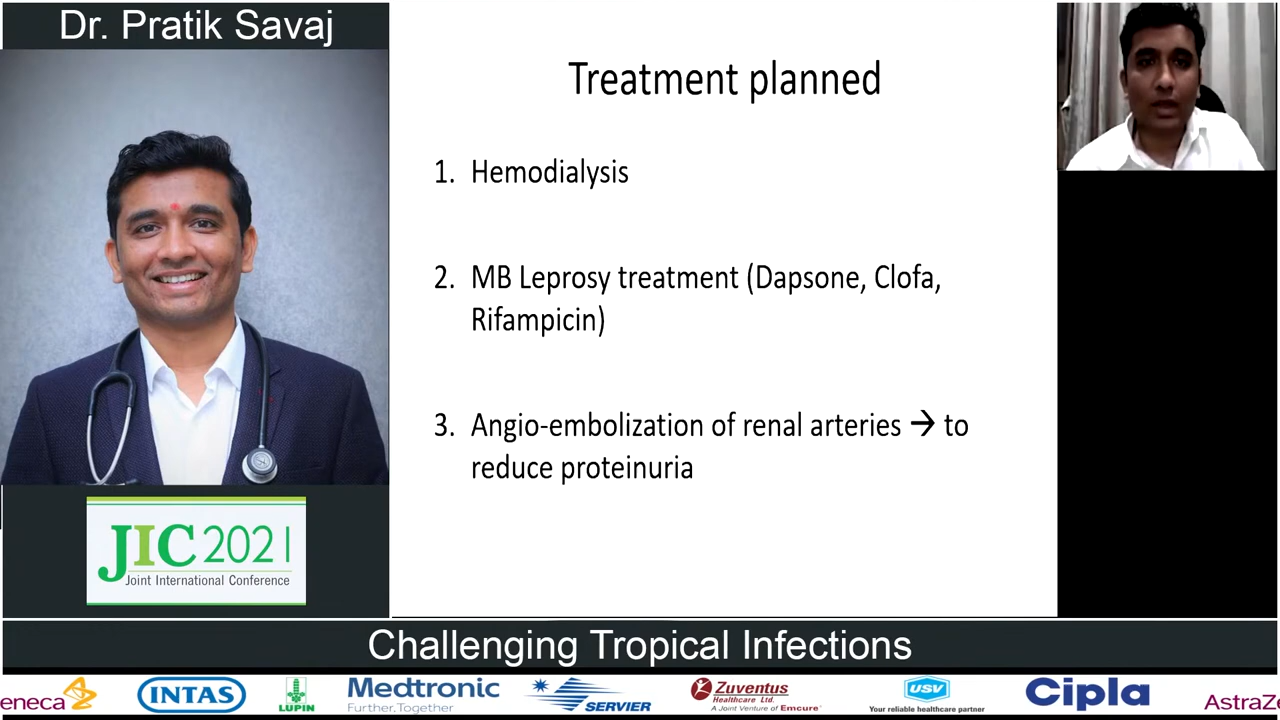 Dr. Pratik Savaj
Treatment planned
1. Hemodialysis
2. MB Leprosy treatment (Dapsone, Clofa,
Rifampicin)
3. Angio-embolization of renal arteries → to
reduce proteinuria
JIC 2021
Joint International Conference
Challenging Tropical Infections
eneca
INTAS
LUPIN
Medtronic
Further.Together
SERVIER
Zuventus
Healthcare Ltd.
A Joint Venture of Emcure
USV
Your reliable healthcare partner
Cipla
AstraZe